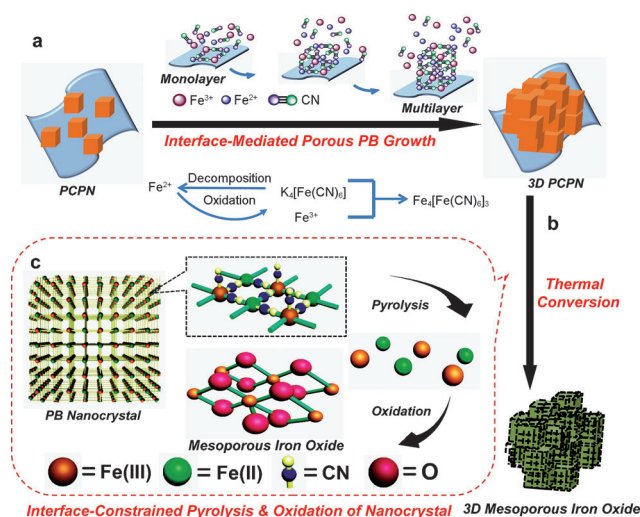 a
Monolayer
Multilayer
Fe³⁺ Fe²⁺ CN
Interface-Mediated Porous PB Growth
PCPN
3D PCPN
Fe²⁺ Decomposition K₄[Fe(CN)₆]
Oxidation Fe³⁺
Fe₄[Fe(CN)₆]₃
b
Thermal
Conversion
c
Pyrolysis
PB Nanocrystal
Oxidation
Mesoporous Iron Oxide
=Fe(III) =Fe(II) =CN =O
Interface-Constrained Pyrolysis & Oxidation of Nanocrystal
3D Mesoporous Iron Oxide